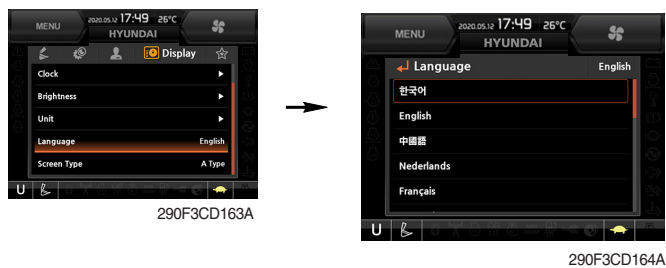 MENU
2020.05.12 17:49 26°C
HYUNDAI
Display
Clock
Brightness
Unit
Language English
Screen Type A Type
U
290F3CD163A
MENU
2020.05.12 17:49 26°C
HYUNDAI
Language English
한국어
English
中國語
Nederlands
Français
U
290F3CD164A